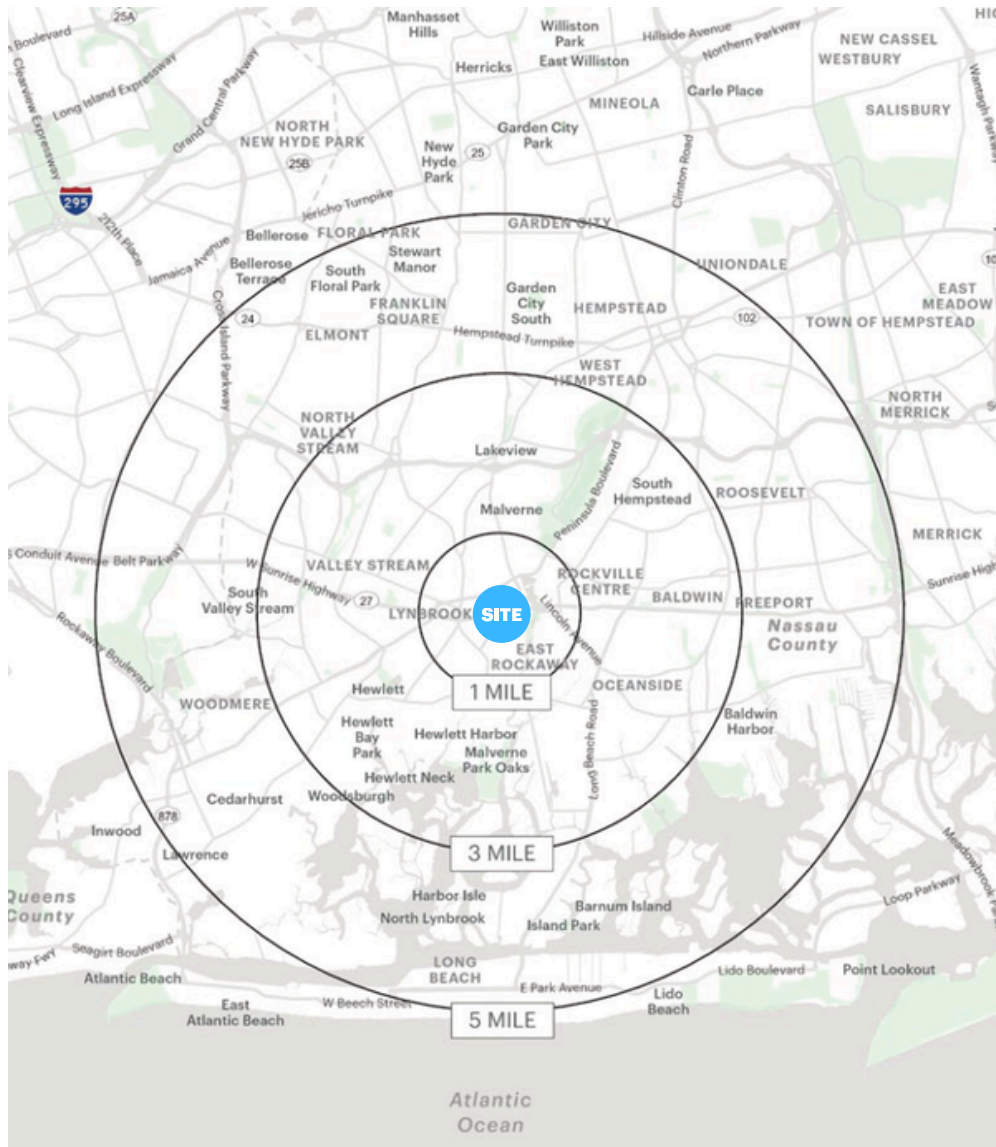 25A
Manhasset
Hills
Williston
Park
East Williston
Hillside Avenue
Northern Parkway
NEW CASSEL
WESTBURY
Boulevard
Clearview Expressway
Long Island Expressway
Grand Central Parkway
Herricks
MINEOLA
Carle Place
SALISBURY
Wantagh Parkway
NORTH
NEW HYDE PARK
25B
New
Hyde
Park
25
Garden City
Park
Clinton Road
295
212th Place
Jericho Turnpike
Jamaica Avenue
Bellerose
FLORAL PARK
GARDEN CITY
Bellerose
Terrace
South
Floral Park
Stewart
Manor
UNIONDALE
Cross Island Parkway
24
FRANKLIN
SQUARE
Garden
City
South
HEMPSTEAD
102
EAST
MEADOW
TOWN OF HEMPSTEAD
ELMONT
Hempstead Turnpike
WEST
HEMPSTEAD
NORTH
MERRICK
NORTH
VALLEY
STREAM
Lakeview
Peninsula Boulevard
South
Hempstead
ROOSEVELT
Malverne
MERRICK
Conduit Avenue
Belt Parkway
W Sunrise Highway
VALLEY STREAM
ROCKVILLE
CENTRE
Sunrise
South
Valley Stream
27
LYNBROOK
SITE
Lincoln Avenue
BALDWIN
FREEPORT
Nassau
County
Rockaway Boulevard
EAST
ROCKAWAY
1 MILE
OCEANSIDE
WOODMERE
Hewlett
Hewlett
Bay
Park
Hewlett Harbor
Malverne
Park Oaks
Long Beach Road
Baldwin
Harbor
Hewlett Neck
Woodsburgh
Cedarhurst
878
Inwood
Lawrence
3 MILE
Meadowbrook
Queens
County
Harbor Isle
North Lynbrook
Barnum Island
Island Park
Loop Parkway
Seagirt Boulevard
Atlantic Beach
LONG
BEACH
E Park Avenue
Lido Boulevard
Point Lookout
East
Atlantic Beach
W Beech Street
Lido
Beach
5 MILE
Atlantic
Ocean